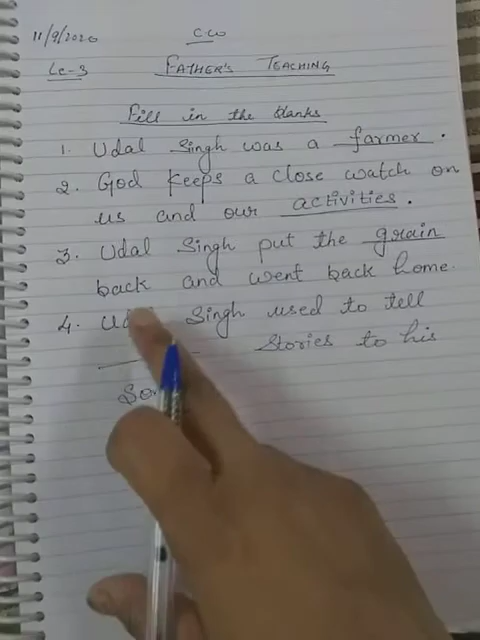 11/9/2020 CW
Le-3 FATHER'S TEACHING
Fill in the blanks
1. Udal Singh was a farmer.
2. God keeps a close watch on
us and our activities.
3. Udal Singh put the grain
back and went back home.
4. Singh used to tell
stories to his